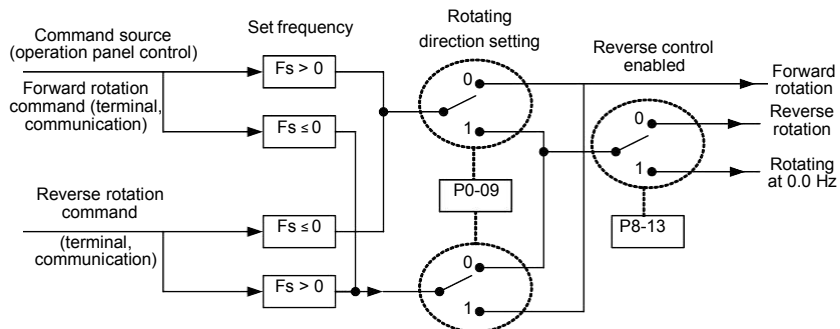 Command source
(operation panel control)
Set frequency
Rotating
direction setting
Reverse control
enabled
Fs > 0
0
Forward
rotation
Forward rotation
command (terminal,
communication)
Fs ≤ 0
1
0
Reverse
rotation
1
Rotating
at 0.0 Hz
P0-09
Reverse rotation
command
(terminal,
communication)
Fs ≤ 0
P8-13
Fs > 0
0
1